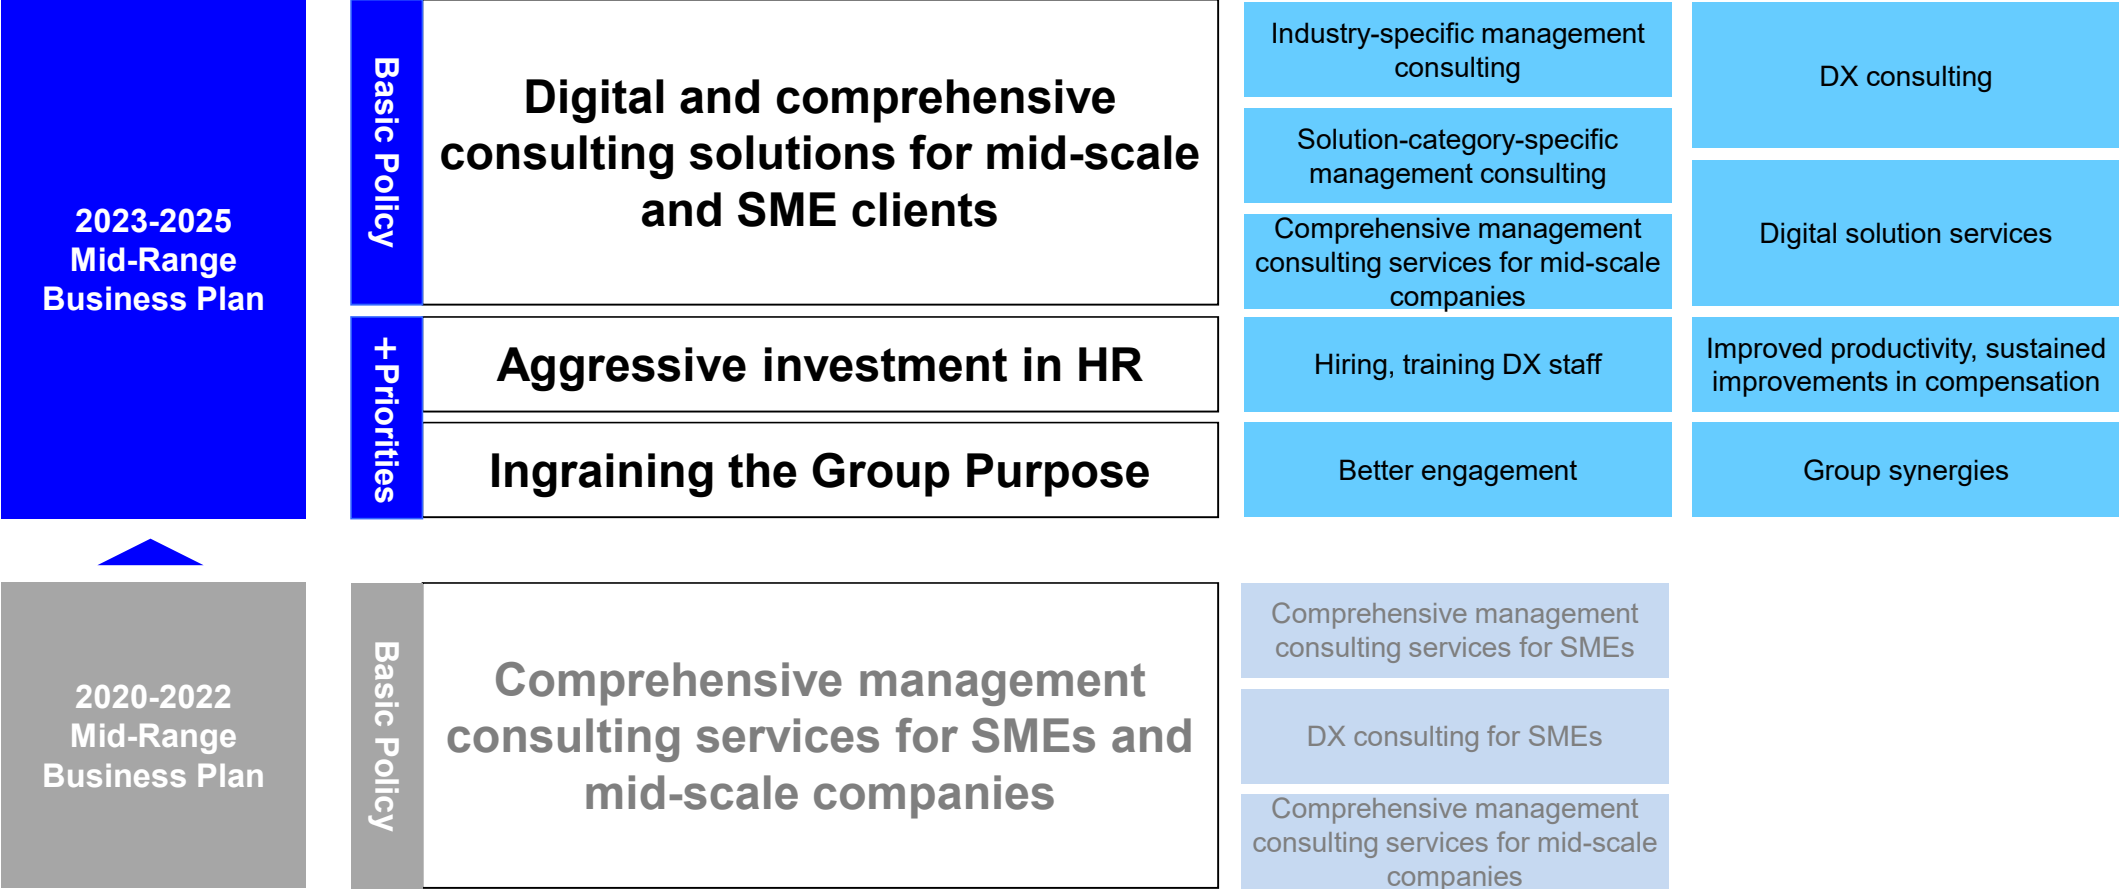 2023-2025
Mid-Range
Business Plan
Basic Policy
Digital and comprehensive
consulting solutions for mid-scale
and SME clients
Industry-specific management
consulting
Solution-category-specific
management consulting
Comprehensive management
consulting services for mid-scale
companies
DX consulting
Digital solution services
+Priorities
Aggressive investment in HR
Hiring, training DX staff
Improved productivity, sustained
improvements in compensation
Ingraining the Group Purpose
Better engagement
Group synergies
2020-2022
Mid-Range
Business Plan
Basic Policy
Comprehensive management
consulting services for SMEs and
mid-scale companies
Comprehensive management
consulting services for SMEs
DX consulting for SMEs
Comprehensive management
consulting services for mid-scale
companies